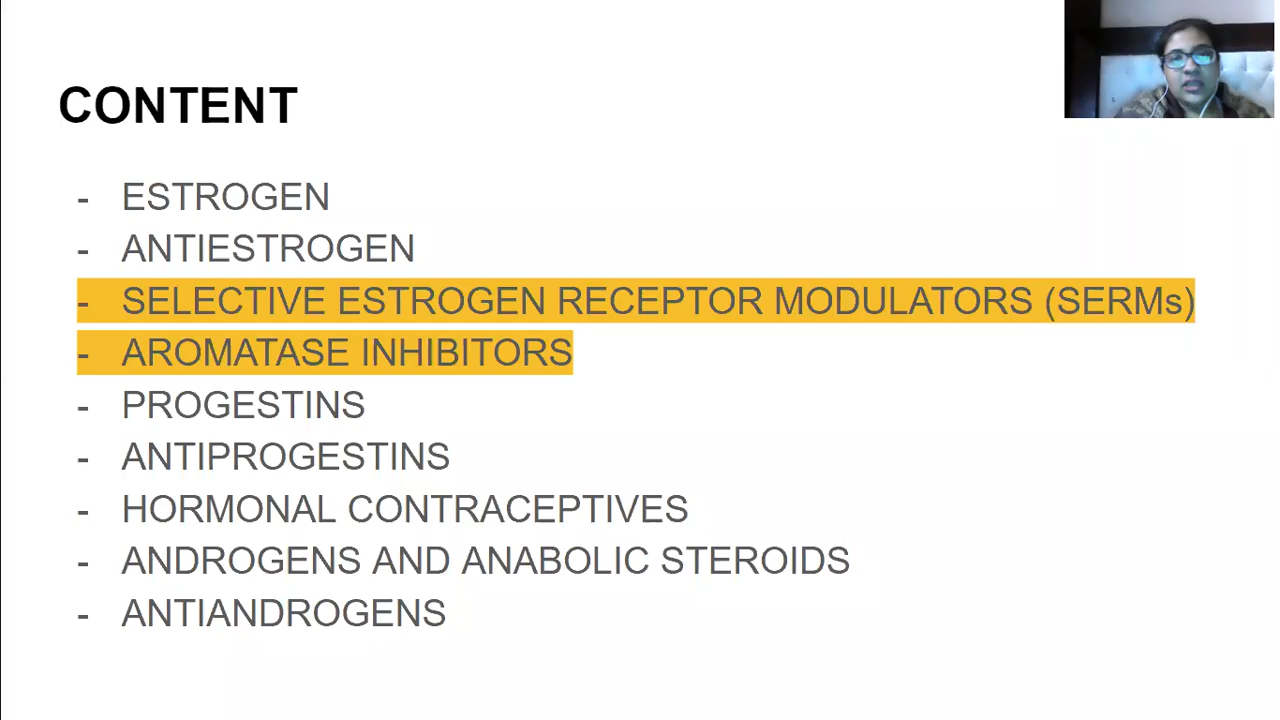 CONTENT
- ESTROGEN
- ANTIESTROGEN
- SELECTIVE ESTROGEN RECEPTOR MODULATORS (SERMs)
- AROMATASE INHIBITORS
- PROGESTINS
- ANTIPROGESTINS
- HORMONAL CONTRACEPTIVES
- ANDROGENS AND ANABOLIC STEROIDS
- ANTIANDROGENS